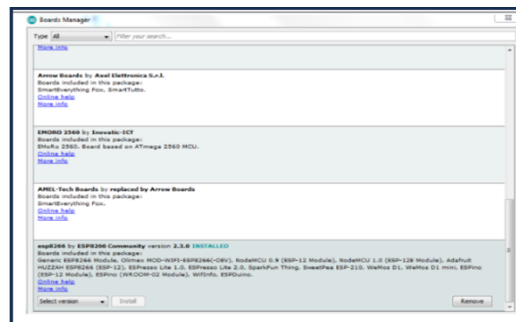 Boards Manager
Type All Filter your search...
More info
Arrow Boards by Axel Elettronica S.r.l.
Boards included in this package:
SmartEverything Fox, SmartTutto.
Online help
More info
EMORO 2560 by Inovatic-ICT
Boards included in this package:
EMoRo 2560. Board based on ATmega 2560 MCU.
Online help
More info
AMEL-Tech Boards by replaced by Arrow Boards
Boards included in this package:
SmartEverything Fox.
Online help
More info
esp8266 by ESP8266 Community version 2.3.0 INSTALLED
Boards included in this package:
Generic ESP8266 Module, Olimex MOD-WIFI-ESP8266(-DEV), NodeMCU 0.9 (ESP-12 Module), NodeMCU 1.0 (ESP-12E Module), Adafruit
HUZZAH ESP8266 (ESP-12), ESPresso Lite 1.0, ESPresso Lite 2.0, SparkFun Thing, SweetPea ESP-210, WeMos D1, WeMos D1 mini, ESPino
(ESP-12 Module), ESPino (WROOM-02 Module), WifInfo, ESPDuino.
Online help
More info
Select version Install Remove